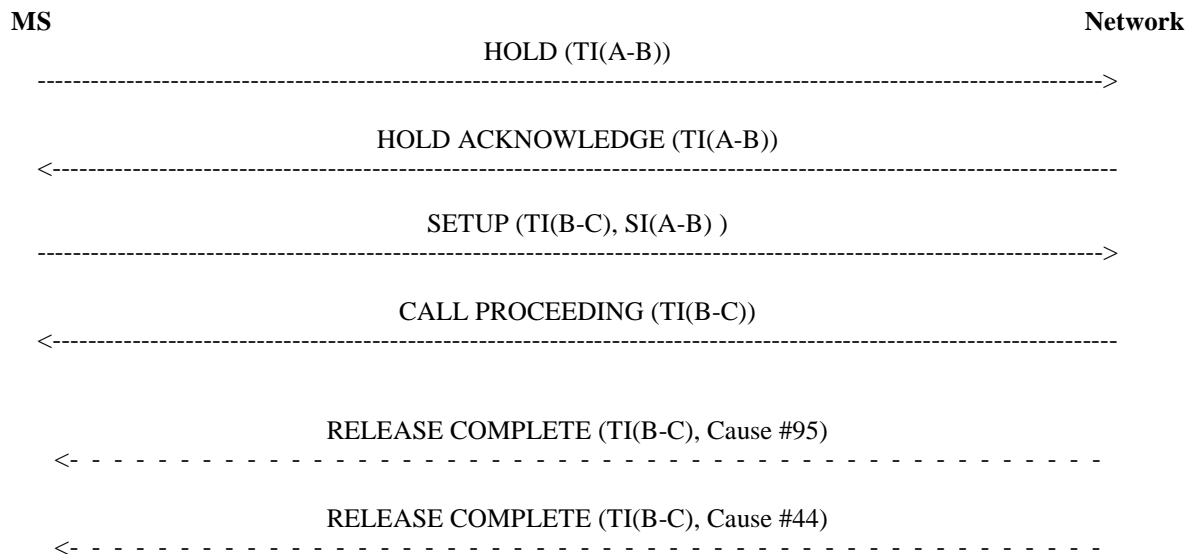 MS Network
HOLD (TI(A-B))
HOLD ACKNOWLEDGE (TI(A-B))
SETUP (TI(B-C), SI(A-B) )
CALL PROCEEDING (TI(B-C))
RELEASE COMPLETE (TI(B-C), Cause #95)
RELEASE COMPLETE (TI(B-C), Cause #44)